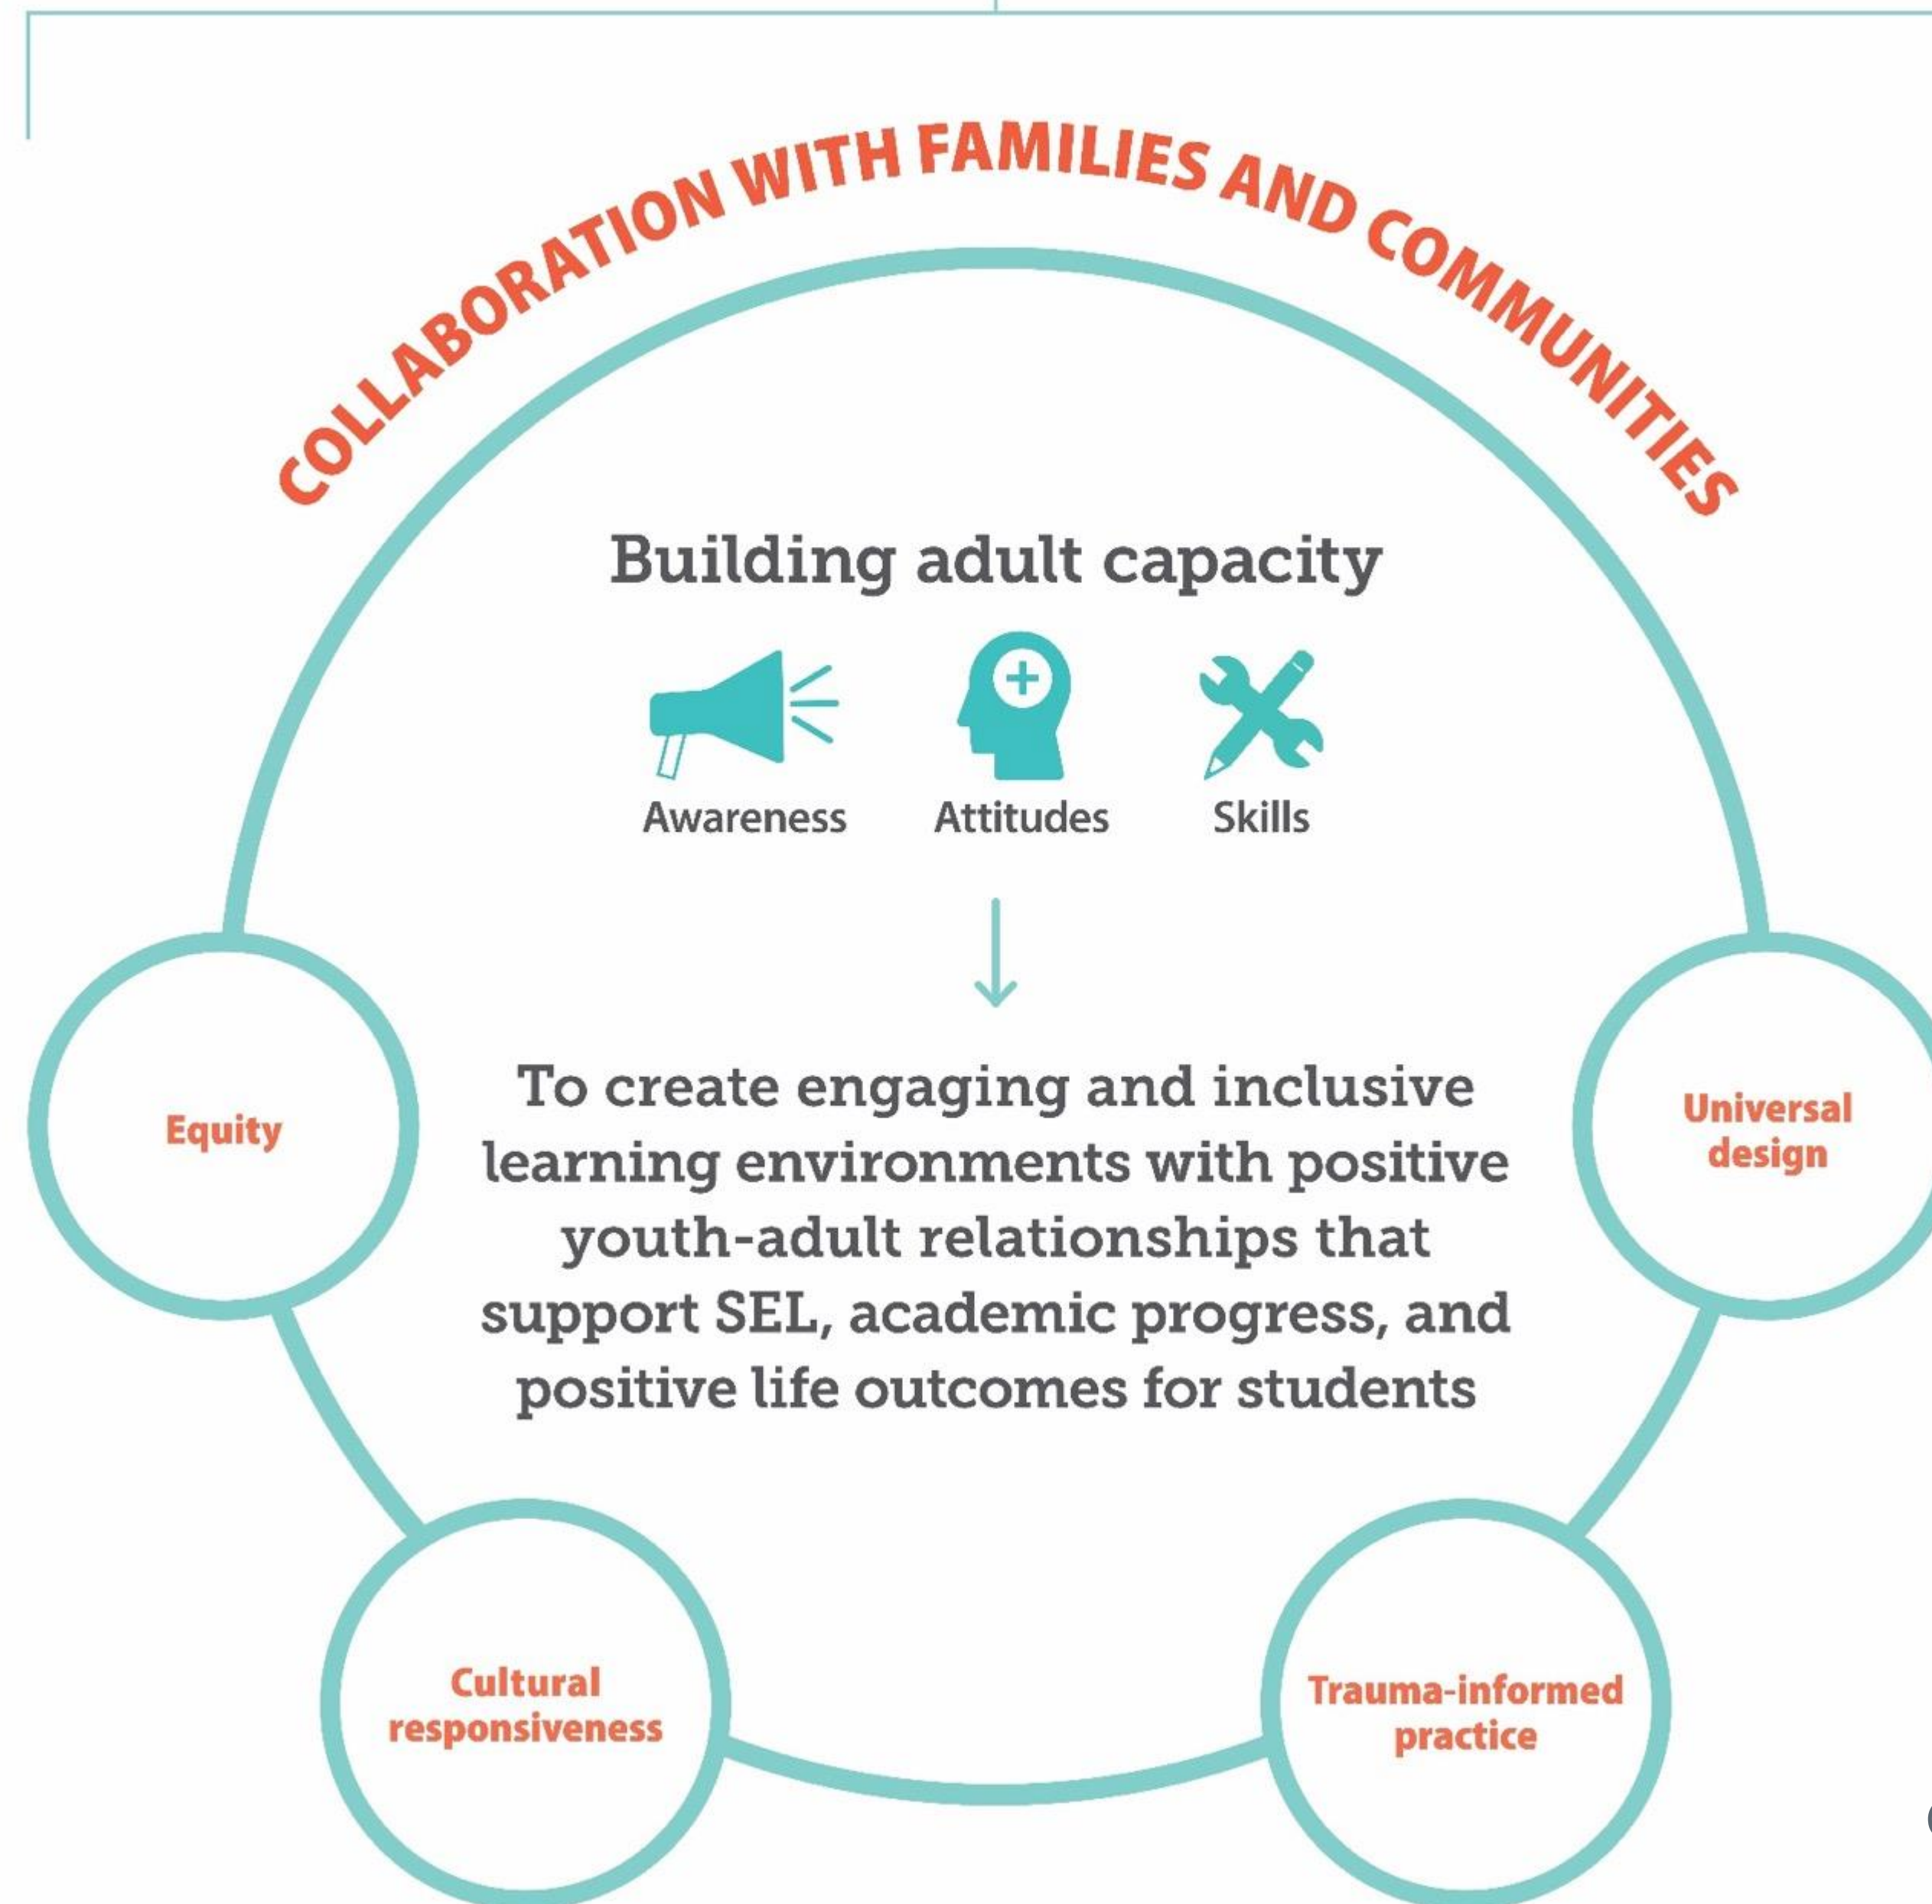 COLLABORATION WITH FAMILIES AND COMMUNITIES
Building adult capacity
Awareness
Attitudes
Skills
To create engaging and inclusive
learning environments with positive
youth-adult relationships that
support SEL, academic progress, and
positive life outcomes for students
Equity
Universal
design
Cultural
responsiveness
Trauma-informed
practice